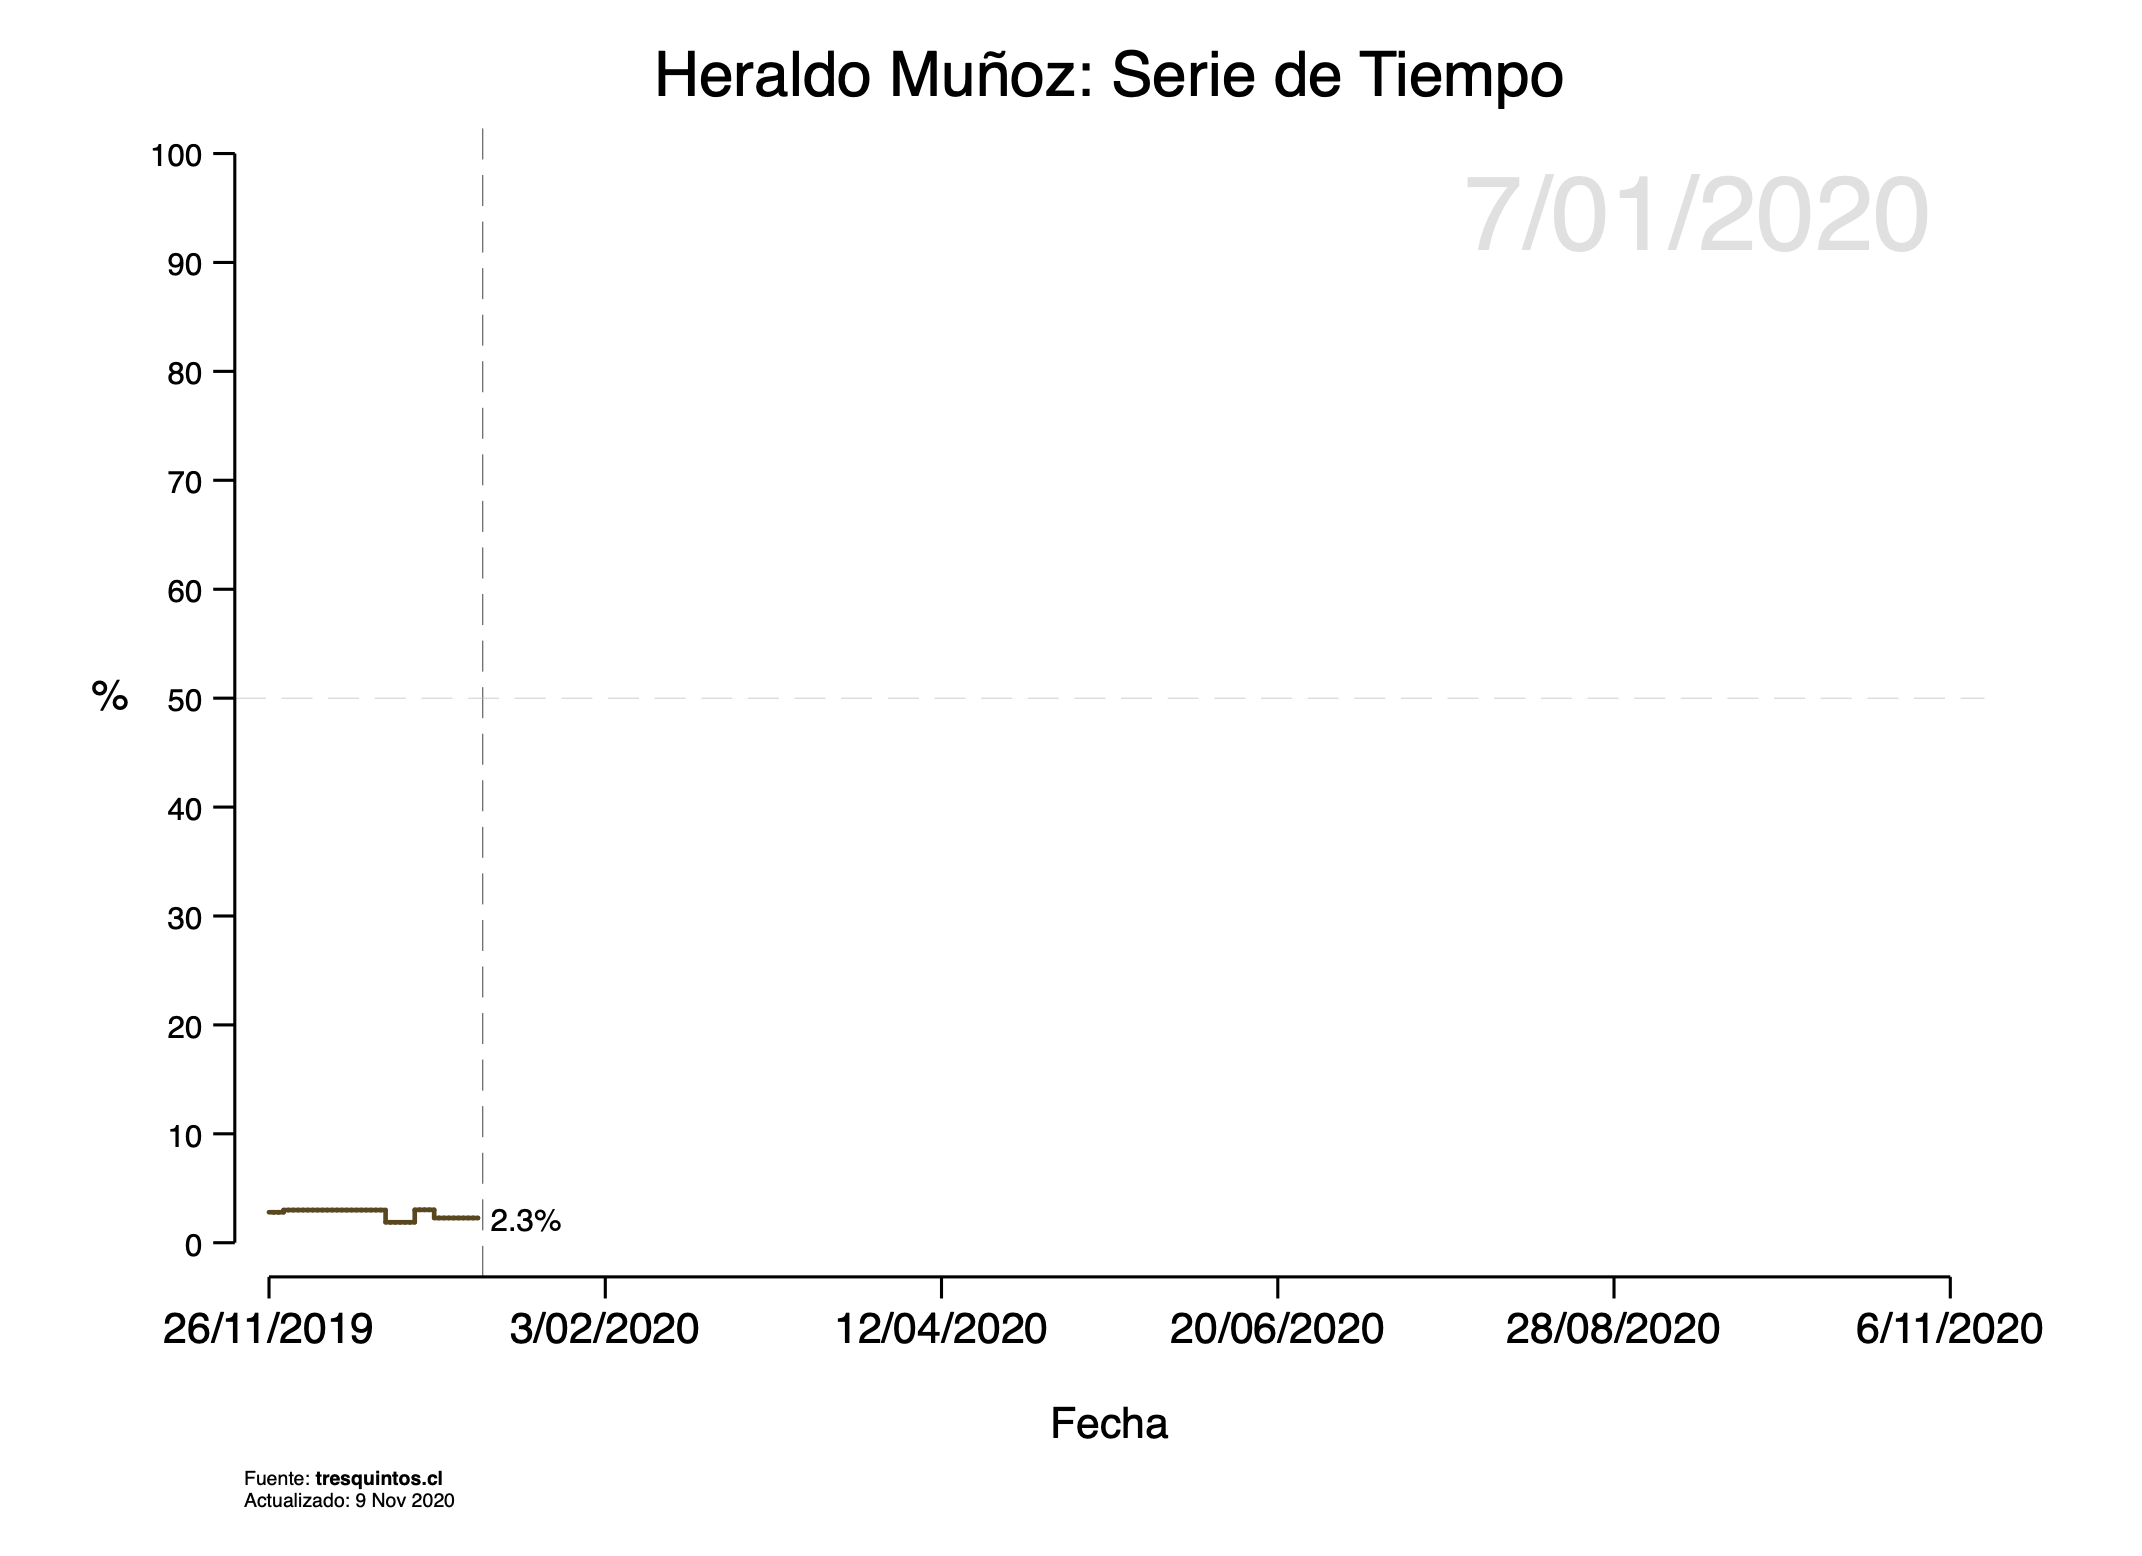 Heraldo Muñoz: Serie de Tiempo
7/01/2020
100
90
80
70
60
% 50
40
30
20
10
0
2.3%
26/11/2019 3/02/2020 12/04/2020 20/06/2020 28/08/2020 6/11/2020
Fecha
Fuente: tresquintos.cl
Actualizado: 9 Nov 2020